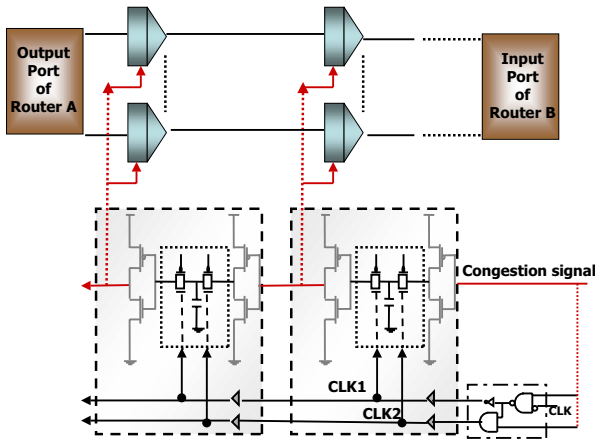 Output
Port
of
Router A
Input
Port
of
Router B
Congestion signal
CLK1
CLK2
CLK